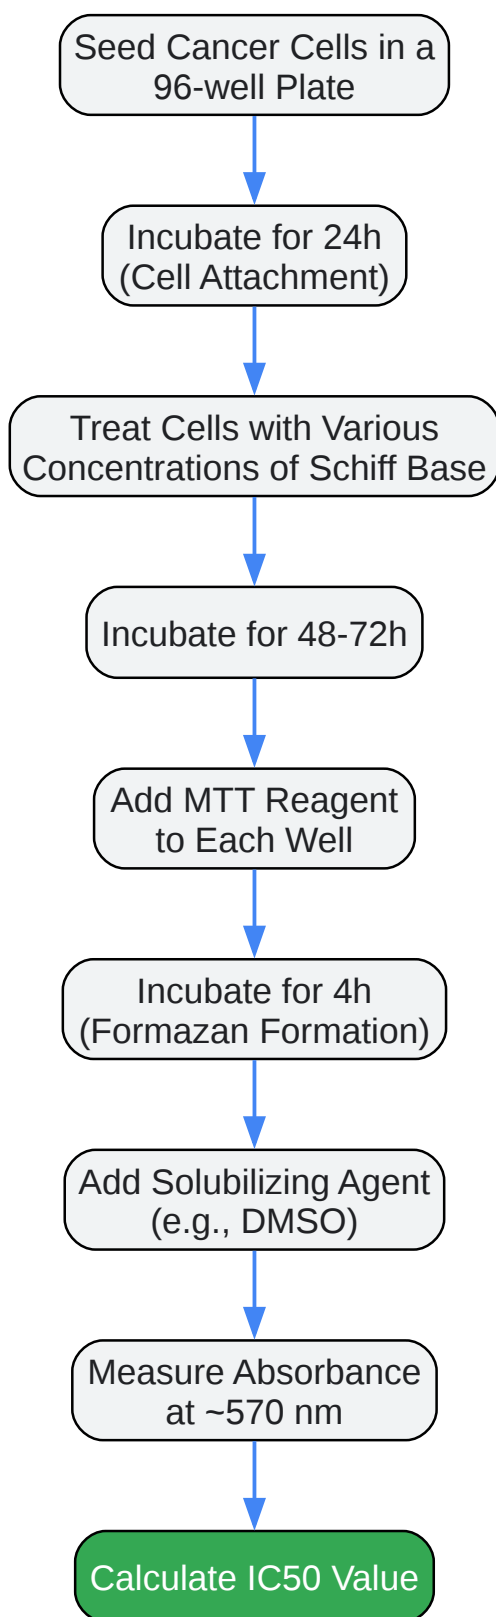 Seed Cancer Cells in a
96-well Plate
Incubate for 24h
(Cell Attachment)
Treat Cells with Various
Concentrations of Schiff Base
Incubate for 48-72h
Add MTT Reagent
to Each Well
Incubate for 4h
(Formazan Formation)
Add Solubilizing Agent
(e.g., DMSO)
Measure Absorbance
at ~570 nm
Calculate IC50 Value